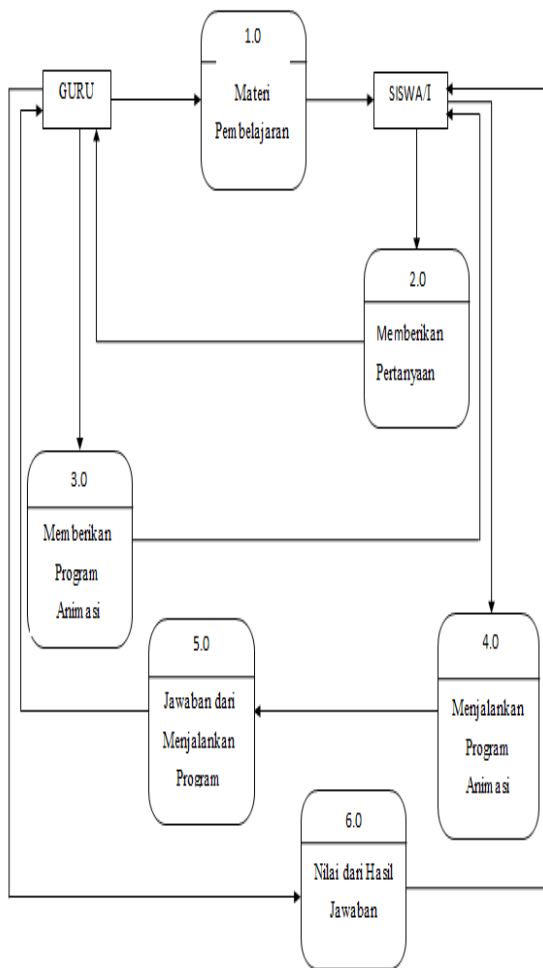 1.0
GURU
Materi
Pembelajaran
SISWA/I
2.0
Memberikan
Pertanyaan
3.0
Memberikan
Program
Animasi
5.0
Jawaban dari
Menjalankan
Program
4.0
Menjalankan
Program
Animasi
6.0
Nilai dari Hasil
Jawaban